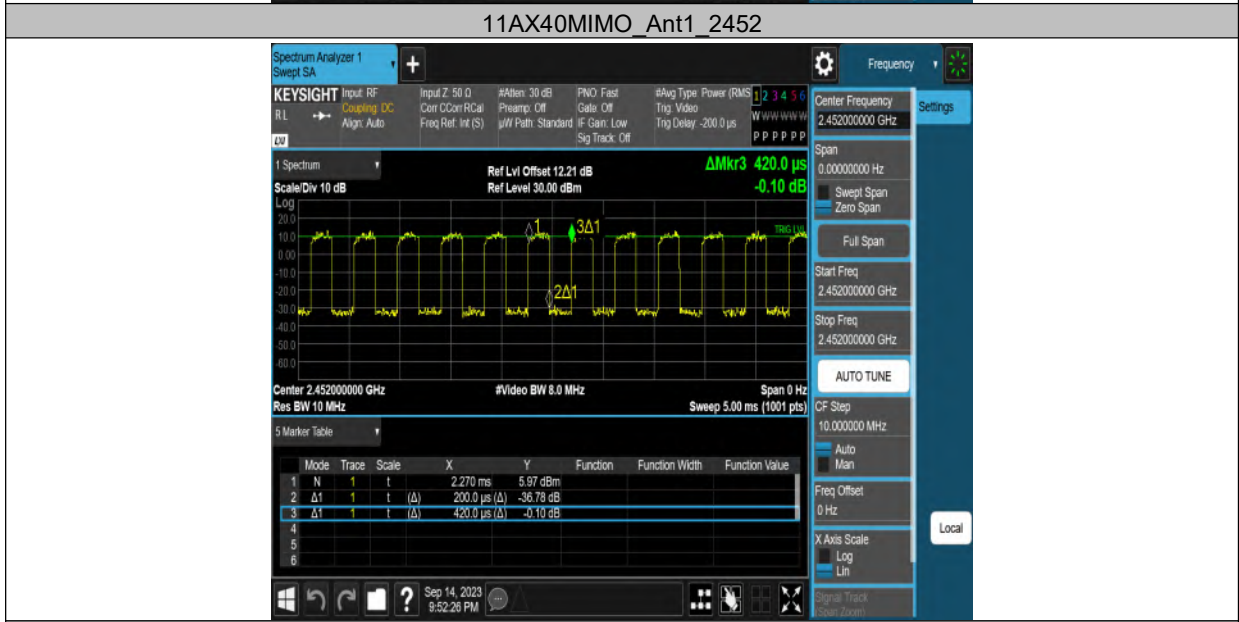 11AX40MIMO_Ant1_2452
Spectrum Analyzer 1
Swept SA
+
Frequency
KEYSIGHT
Input: RF
Input Z: 50 Ω
#Atten: 30 dB
PNO: Fast
#Avg Type: Power (RMS
1 2 3 4 5 6
RL
Coupling: DC
Corr CCorr RCal
Preamp: Off
Gate: Off
Trig: Video
W W W W W W
Align: Auto
Freq Ref: Int (S)
µW Path: Standard
IF Gain: Low
Trig Delay: -200.0 µs
P P P P P P
LXI
Sig Track: Off
Center Frequency
2.452000000 GHz
Settings
1 Spectrum
Ref Lvl Offset 12.21 dB
ΔMkr3 420.0 µs
Scale/Div 10 dB
Ref Level 30.00 dBm
-0.10 dB
Log
20.0
10.0
0.00
-10.0
-20.0
-30.0
-40.0
-50.0
-60.0
1
3Δ1
TRIG LVL
2Δ1
Center 2.452000000 GHz
#Video BW 8.0 MHz
Span 0 Hz
Res BW 10 MHz
Sweep 5.00 ms (1001 pts)
Span
0.00000000 Hz
Swept Span
Zero Span
Full Span
Start Freq
2.452000000 GHz
Stop Freq
2.452000000 GHz
AUTO TUNE
CF Step
10.000000 MHz
Auto
Man
Freq Offset
0 Hz
X Axis Scale
Log
Lin
Signal Track
(Span Zoom)
Local
5 Marker Table
Mode Trace Scale X Y Function Function Width Function Value
1 N 1 t 2.270 ms 5.97 dBm
2 Δ1 1 t (Δ) 200.0 µs (Δ) -36.78 dB
3 Δ1 1 t (Δ) 420.0 µs (Δ) -0.10 dB
4
5
6
?
Sep 14, 2023
9:52:26 PM